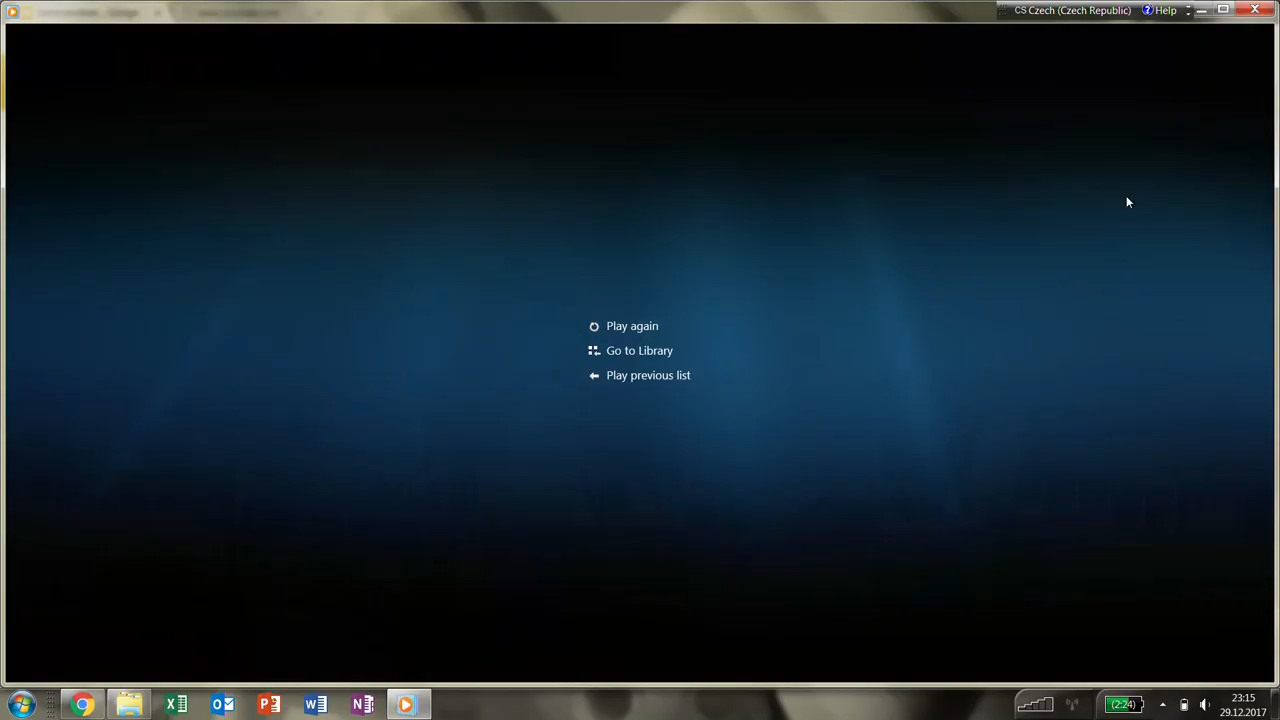 CS Czech (Czech Republic) Help
Play again
Go to Library
Play previous list
(2:24)
23:15
29.12.2017